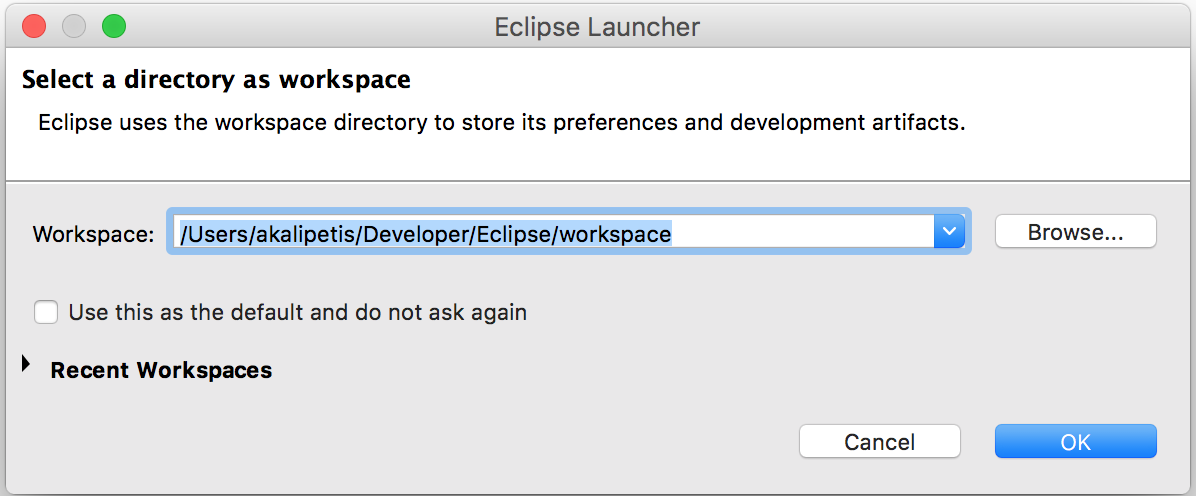 Eclipse Launcher
Select a directory as workspace
Eclipse uses the workspace directory to store its preferences and development artifacts.
Workspace: /Users/akalipetis/Developer/Eclipse/workspace Browse...
Use this as the default and do not ask again
Recent Workspaces
Cancel OK